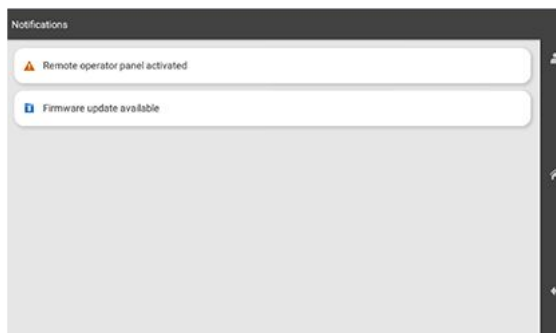 Notifications
Remote operator panel activated
Firmware update available